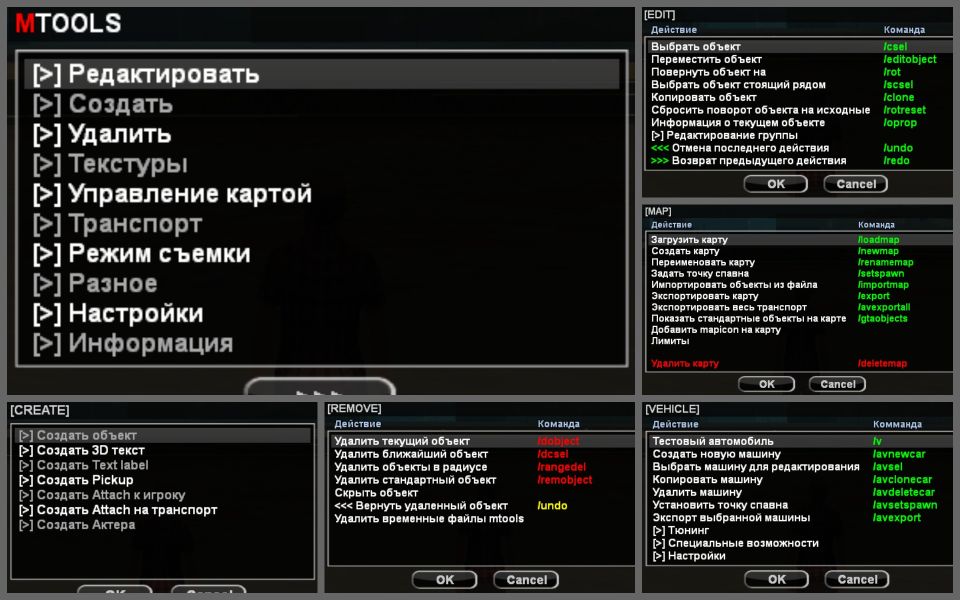 MTOOLS
[>] Редактировать
[>] Создать
[>] Удалить
[>] Текстуры
[>] Управление картой
[>] Транспорт
[>] Режим съемки
[>] Разное
[>] Настройки
[>] Информация
>>>
[EDIT]
Действие Команда
Выбрать объект /csel
Переместить объект /editobject
Повернуть объект на /rot
Выбрать объект стоящий рядом /scsel
Копировать объект /clone
Сбросить поворот объекта на исходные /rotreset
Информация о текущем объекте /oprop
[>] Редактирование группы
<<< Отмена последнего действия /undo
>>> Возврат предыдущего действия /redo
OK Cancel
[MAP]
Действие Команда
Загрузить карту /loadmap
Создать карту /newmap
Переименовать карту /renamemap
Задать точку спавна /setspawn
Импортировать объекты из файла /importmap
Экспортировать карту /export
Экспортировать весь транспорт /avexportall
Показать стандартные объекты на карте /gtaobjects
Добавить mapicon на карту
Лимиты
Удалить карту /deletemap
OK Cancel
[CREATE]
[>] Создать объект
[>] Создать 3D текст
[>] Создать Text label
[>] Создать Pickup
[>] Создать Attach к игроку
[>] Создать Attach на транспорт
[>] Создать Актера
OK Cancel
[REMOVE]
Действие Команда
Удалить текущий объект /dobject
Удалить ближайший объект /dcsel
Удалить объекты в радиусе /rangedel
Удалить стандартный объект /remobject
Скрыть объект
<<< Вернуть удаленный объект /undo
Удалить временные файлы mtools
OK Cancel
[VEHICLE]
Действие Комманда
Тестовый автомобиль /v
Создать новую машину /avnewcar
Выбрать машину для редактирования /avsel
Копировать машину /avclonecar
Удалить машину /avdeletecar
Установить точку спавна /avsetspawn
Экспорт выбранной машины /avexport
[>] Тюнинг
[>] Специальные возможности
[>] Настройки
OK Cancel